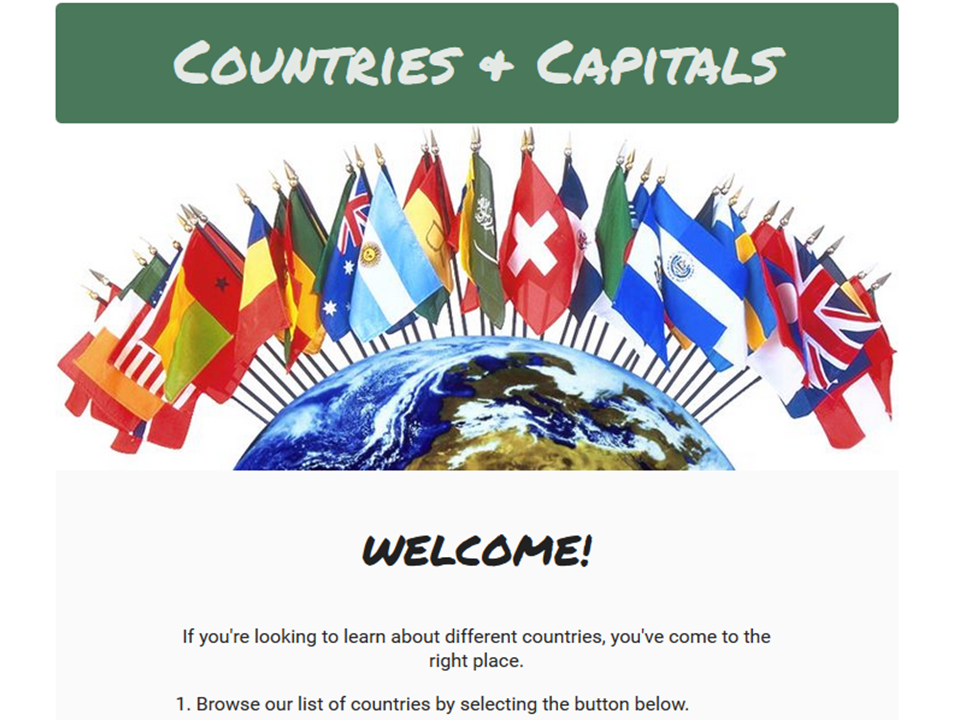 Countries & Capitals
WELCOME!
If you're looking to learn about different countries, you've come to the
right place.
1. Browse our list of countries by selecting the button below.